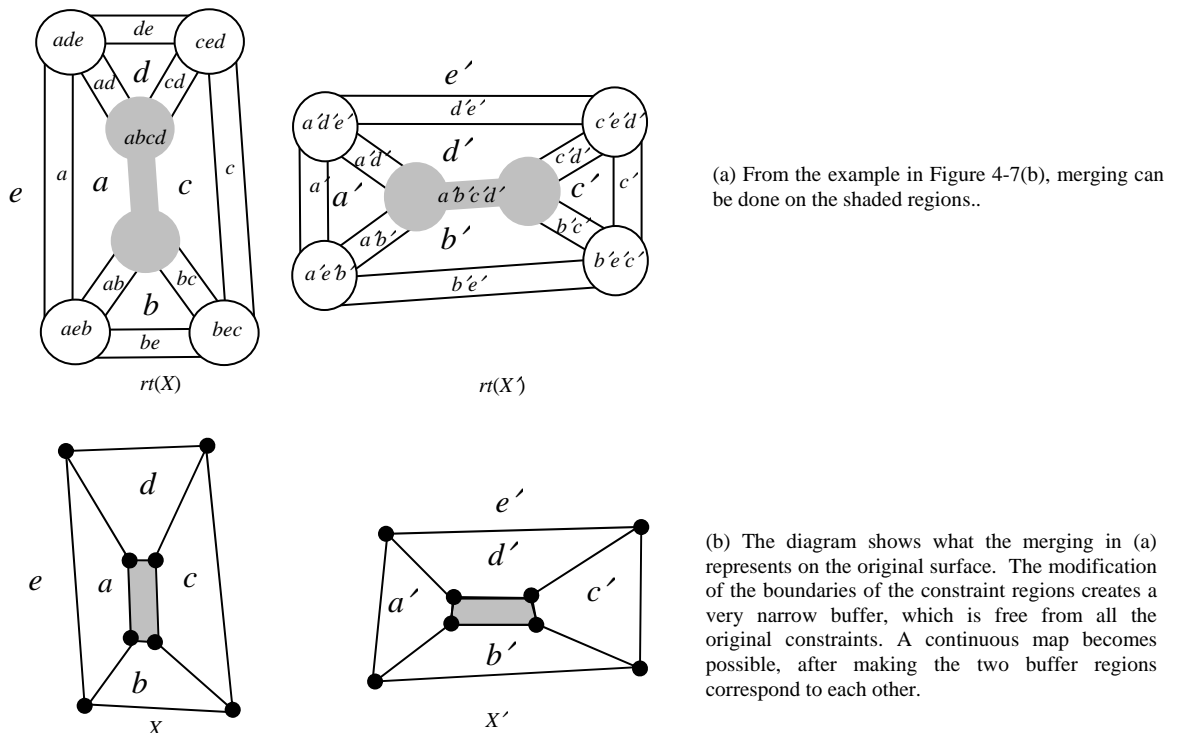 ade de ced
ad d cd
abcd
e a a c c
ab bc
b
aeb be bec
rt(X)
e′
a′d′e′ d′e′ c′e′d′
a′d′ d′ c′d′
a′ a′ a′b′c′d′ c′ c′
a′b′ b′ b′c′
a′e′b′ b′e′ b′e′c′
rt(X′)
(a) From the example in Figure 4-7(b), merging can
be done on the shaded regions..
d
e a c
b
X
e′
d′
a′ c′
b′
X′
(b) The diagram shows what the merging in (a)
represents on the original surface. The modification
of the boundaries of the constraint regions creates a
very narrow buffer, which is free from all the
original constraints. A continuous map becomes
possible, after making the two buffer regions
correspond to each other.